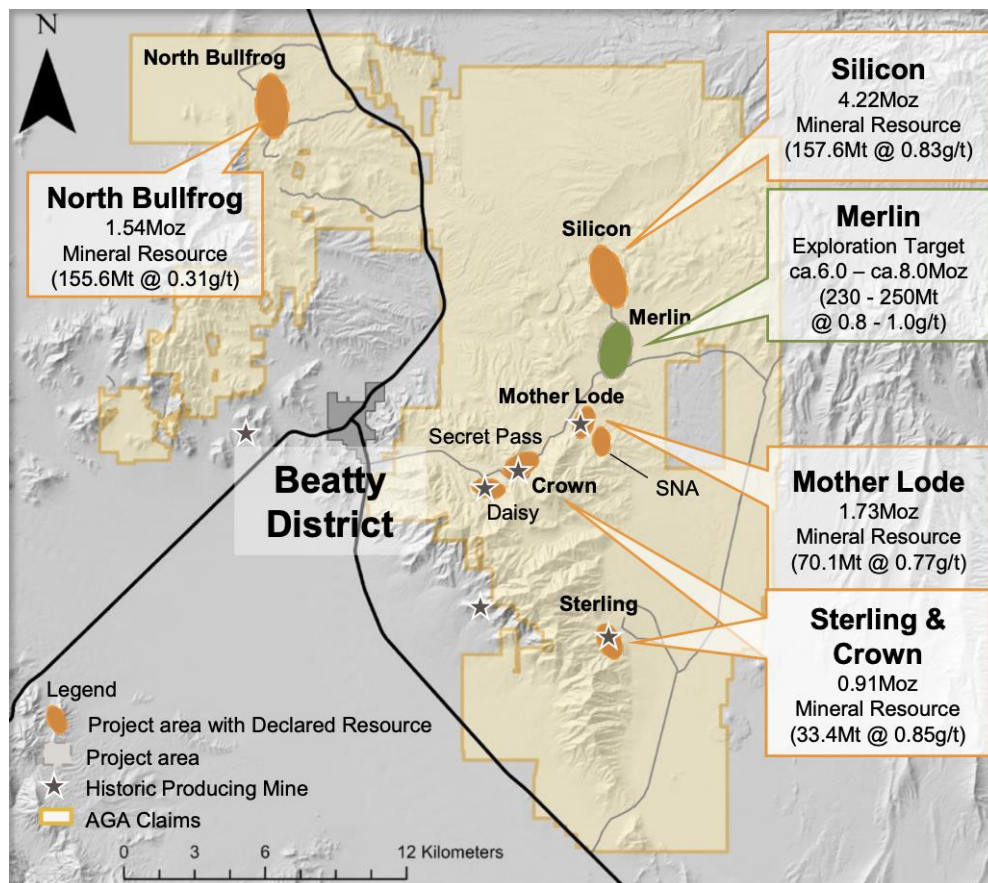 N
North Bullfrog
North Bullfrog
1.54Moz
Mineral Resource
(155.6Mt @ 0.31g/t)
Silicon
4.22Moz
Mineral Resource
(157.6Mt @ 0.83g/t)
Merlin
Exploration Target
ca.6.0 – ca.8.0Moz
(230 - 250Mt
@ 0.8 - 1.0g/t)
Silicon
Merlin
Mother Lode
Secret Pass
Crown
SNA
Daisy
Beatty
District
Mother Lode
1.73Moz
Mineral Resource
(70.1Mt @ 0.77g/t)
Sterling
Sterling &
Crown
0.91Moz
Mineral Resource
(33.4Mt @ 0.85g/t)
Legend
Project area with Declared Resource
Project area
Historic Producing Mine
AGA Claims
0 3 6 12 Kilometers